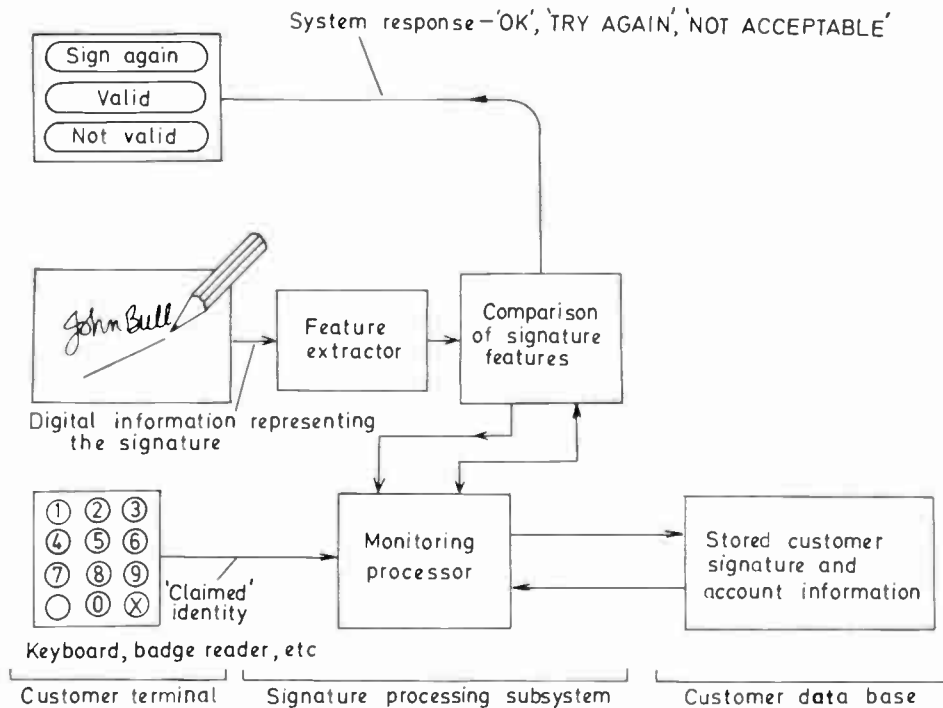 System response-'OK', 'TRY AGAIN', 'NOT ACCEPTABLE'
Sign again
Valid
Not valid
John Bull
Feature
extractor
Comparison
of signature
features
Digital information representing
the signature
1 2 3
4 5 6
7 8 9
0 X
Monitoring
processor
Stored customer
signature and
account information
'Claimed'
identity
Keyboard, badge reader, etc
Customer terminal
Signature processing subsystem
Customer data base